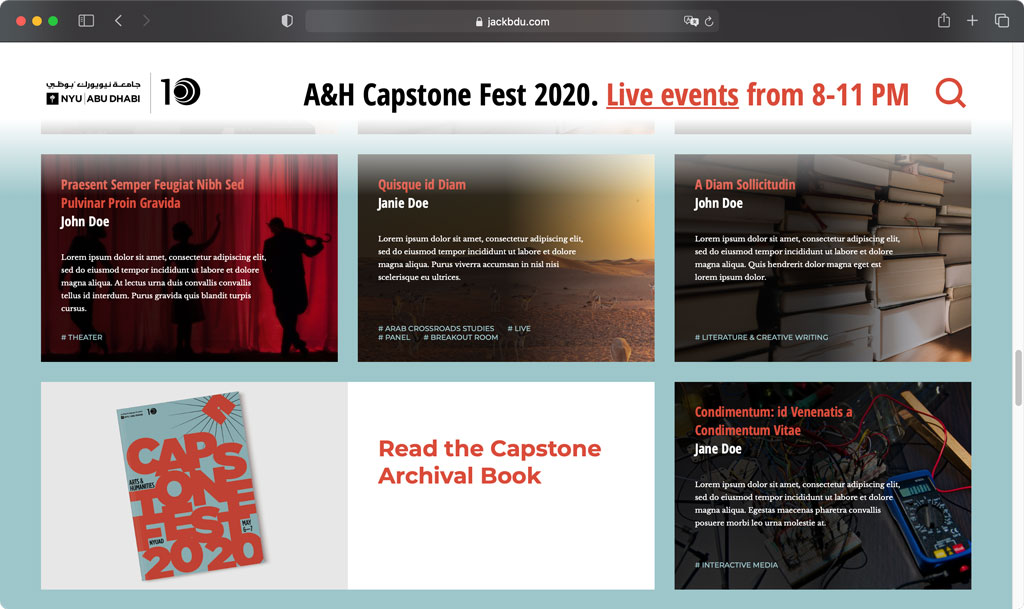 jackbdu.com
جامعة نيويورك أبوظبي
NYU | ABU DHABI
10
A&H Capstone Fest 2020. Live events from 8-11 PM
Praesent Semper Feugiat Nibh Sed
Pulvinar Proin Gravida
John Doe
Lorem ipsum dolor sit amet, consectetur adipiscing elit,
sed do eiusmod tempor incididunt ut labore et dolore
magna aliqua. At lectus urna duis convallis convallis
tellus id interdum. Purus gravida quis blandit turpis
cursus.
# THEATER
Quisque id Diam
Janie Doe
Lorem ipsum dolor sit amet, consectetur adipiscing elit,
sed do eiusmod tempor incididunt ut labore et dolore
magna aliqua. Purus viverra accumsan in nisl nisi
scelerisque eu ultrices.
# ARAB CROSSROADS STUDIES # LIVE
# PANEL # BREAKOUT ROOM
A Diam Sollicitudin
John Doe
Lorem ipsum dolor sit amet, consectetur adipiscing elit,
sed do eiusmod tempor incididunt ut labore et dolore
magna aliqua. Quis hendrerit dolor magna eget est
lorem ipsum dolor.
# LITERATURE & CREATIVE WRITING
10
CAPS
ARTS &
HUMANITIES
TONE
FEST
MAY
6–7
NYUAD
2020
Read the Capstone
Archival Book
Condimentum: id Venenatis a
Condimentum Vitae
Jane Doe
Lorem ipsum dolor sit amet, consectetur adipiscing elit,
sed do eiusmod tempor incididunt ut labore et dolore
magna aliqua. Egestas maecenas pharetra convallis
posuere morbi leo urna molestie at.
# INTERACTIVE MEDIA